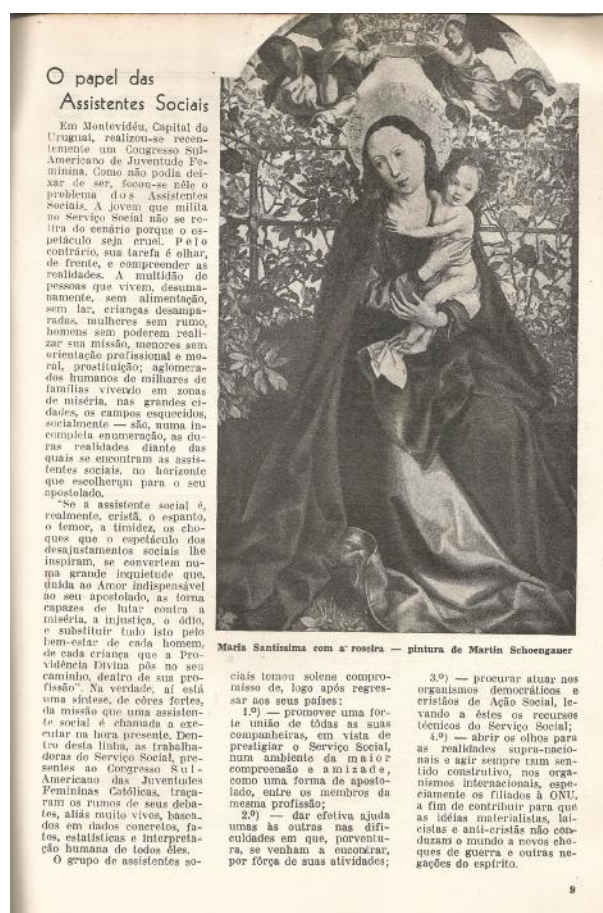 O papel das
Assistentes Sociais
Em Montevidéu, Capital do
Uruguai, realizou-se recen-
temente um Congresso Sul-
Americano de Juventude Fe-
minina. Como não podia dei-
xar de ser, focou-se nêle o
problema dos Assistentes
Sociais. A jovem que milita
no Serviço Social não se re-
tira do cenário porque o es-
petáculo seja cruel. Pelo
contrário, sua tarefa é olhar,
de frente, e compreender as
realidades. A multidão de
pessoas que vivem, desuma-
namente, sem alimentação,
sem lar, crianças desampa-
radas, mulheres sem rumo,
homens sem poderem reali-
zar sua missão, menores sem
orientação profissional e mo-
ral, prostituição; aglomera-
dos humanos de milhares de
famílias vivendo em zonas
de miséria, nas grandes ci-
dades, os campos esquecidos,
socialmente — são, numa in-
completa enumeração, as du-
ras realidades diante das
quais se encontram as assis-
tentes sociais, no horizonte
que escolheram para o seu
apostolado.
"Se a assistente social é,
realmente, cristã, o espanto,
o temor, a timidez, os cho-
ques que o espetáculo dos
desajustamentos sociais lhe
inspiram, se convertem nu-
ma grande inquietude que,
unida ao Amor indispensável
ao seu apostolado, as torna
capazes de lutar contra a
miséria, a injustiça, o ódio,
e substituir tudo isto pelo
bem-estar de cada homem,
de cada criança que a Pro-
vidência Divina pôs no seu
caminho, dentro de sua pro-
fissão". Na verdade, aí está
uma síntese, de côres fortes,
da missão que uma assisten-
te social é chamada a exe-
cutar na hora presente. Den-
tro desta linha, as trabalha-
doras do Serviço Social, pre-
sentes ao Congresso Sul-
Americano das Juventudes
Femininas Católicas, traça-
ram os rumos de seus deba-
tes, aliás muito vivos, basea-
dos em dados concretos, fa-
tos, estatísticas e interpreta-
ção humana de todos êles.
O grupo de assistentes so-
Maria Santíssima com a roseira — pintura de Martin Schoengauer
ciais tomou solene compro-
misso de, logo após regres-
sar aos seus países:
1.º) — promover uma for-
te união de tôdas as suas
companheiras, em vista de
prestigiar o Serviço Social,
num ambiente da maior
compreensão e amizade,
como uma forma de aposto-
lado, entre os membros da
mesma profissão;
2.º) — dar efetiva ajuda
umas às outras nas difi-
culdades em que, porventu-
ra, se venham a encontrar,
por fôrça de suas atividades;
3.º) — procurar atuar nos
organismos democráticos e
cristãos de Ação Social, le-
vando a êstes os recursos
técnicos do Serviço Social;
4.º) — abrir os olhos para
as realidades supra-nacio-
nais e agir sempre num sen-
tido construtivo, nos orga-
nismos internacionais, espe-
cialmente os filiados à ONU,
a fim de contribuir para que
as idéias materialistas, lai-
cistas e anti-cristãs não con-
duzam o mundo a novos cho-
ques de guerra e outras ne-
gações do espírito.
9